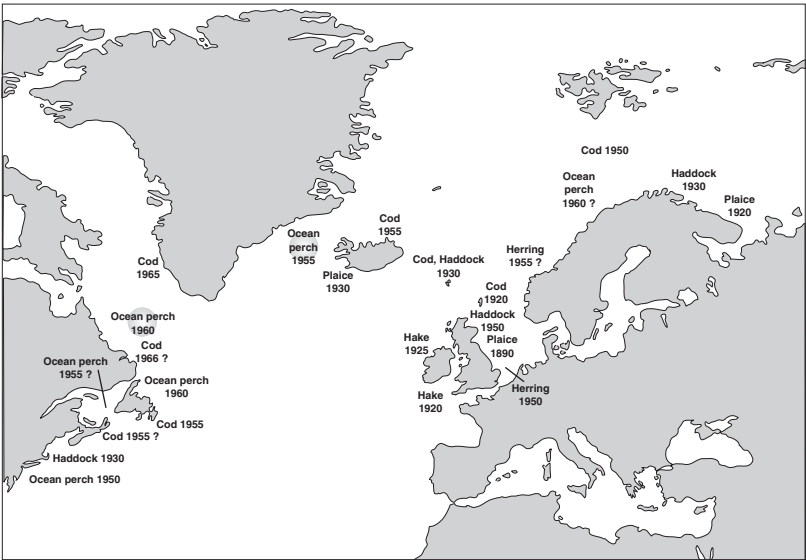 Cod 1950
Ocean
perch
1960 ?
Haddock
1930
Plaice
1920
Cod
1955
Ocean
perch
1955
Plaice
1930
Cod, Haddock
1930
Herring
1955 ?
Cod
1965
Cod
1920
Haddock
1950
Plaice
1890
Hake
1925
Hake
1920
Herring
1950
Ocean perch
1960
Cod
1966 ?
Ocean perch
1955 ?
Ocean perch
1960
Cod 1955
Cod 1955 ?
Haddock 1930
Ocean perch 1950